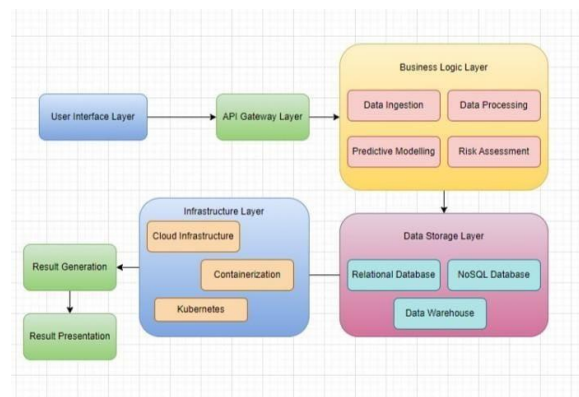 Business Logic Layer
User Interface Layer
API Gateway Layer
Data Ingestion
Data Processing
Predictive Modelling
Risk Assessment
Infrastructure Layer
Cloud Infrastructure
Containerization
Kubernetes
Data Storage Layer
Relational Database
NoSQL Database
Data Warehouse
Result Generation
Result Presentation